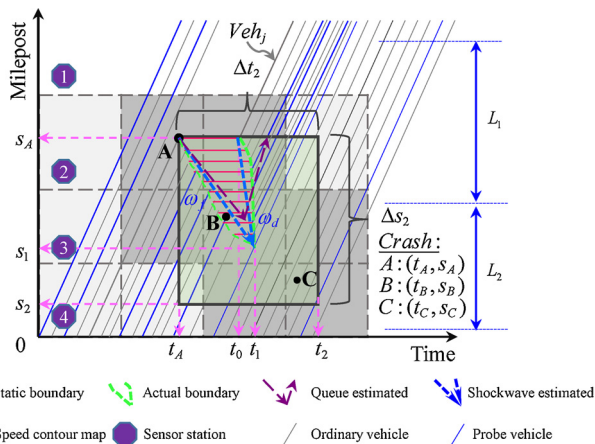 Milepost
Veh_j
Δt_2
1
2
3
4
s_A
s_1
s_2
A
B
C
ω_f
ω_d
L_1
L_2
Δs_2
Crash:
A:(t_A, s_A)
B:(t_B, s_B)
C:(t_C, s_C)
0
t_A
t_0
t_1
t_2
Time
tatic boundary
Actual boundary
Queue estimated
Shockwave estimated
Speed contour map
Sensor station
Ordinary vehicle
Probe vehicle